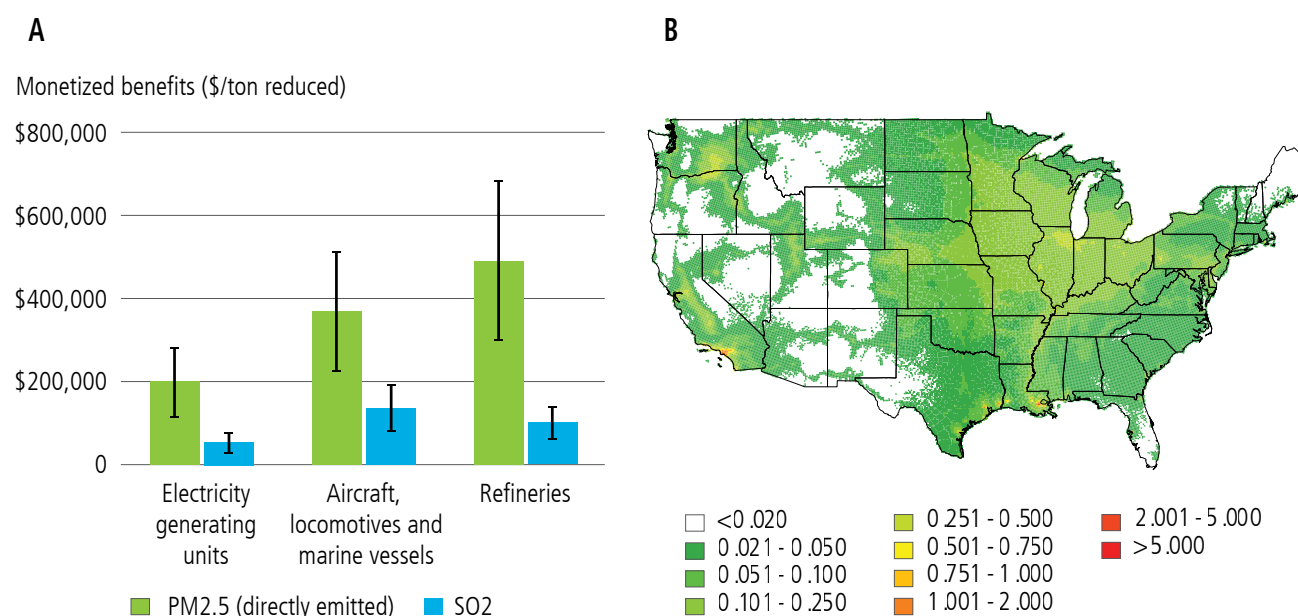 A
Monetized benefits ($/ton reduced)
$800,000
$600,000
$400,000
$200,000
0
Electricity
generating
units
Aircraft,
locomotives and
marine vessels
Refineries
PM2.5 (directly emitted)
SO2
B
<0.020
0.021 - 0.050
0.051 - 0.100
0.101 - 0.250
0.251 - 0.500
0.501 - 0.750
0.751 - 1.000
1.001 - 2.000
2.001 - 5.000
>5.000